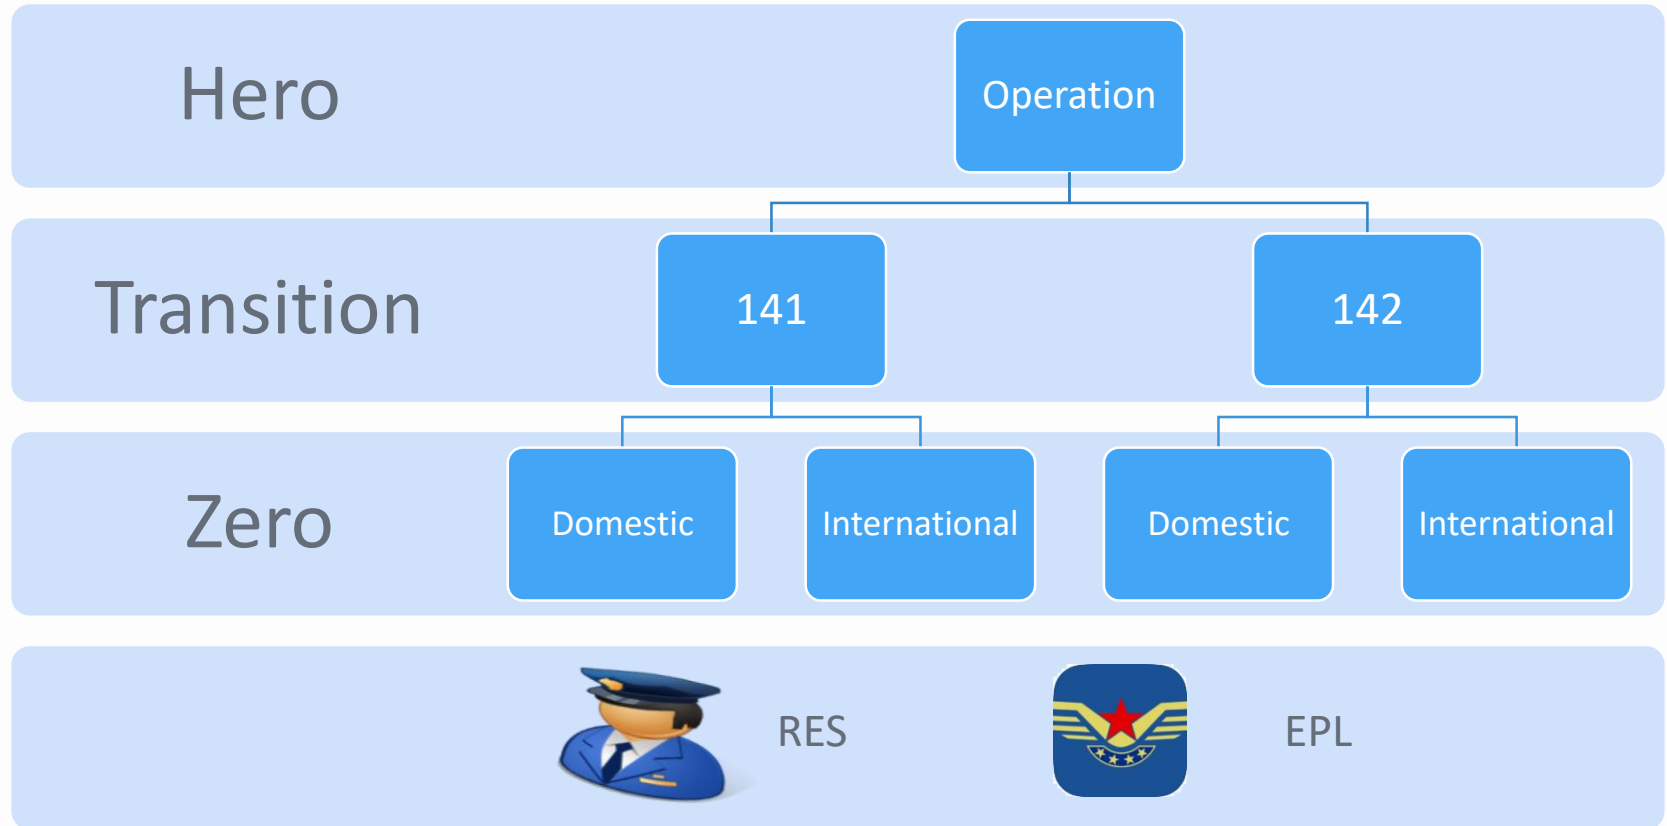 Hero
Operation
Transition
141
142
Zero
Domestic
International
Domestic
International
RES
EPL